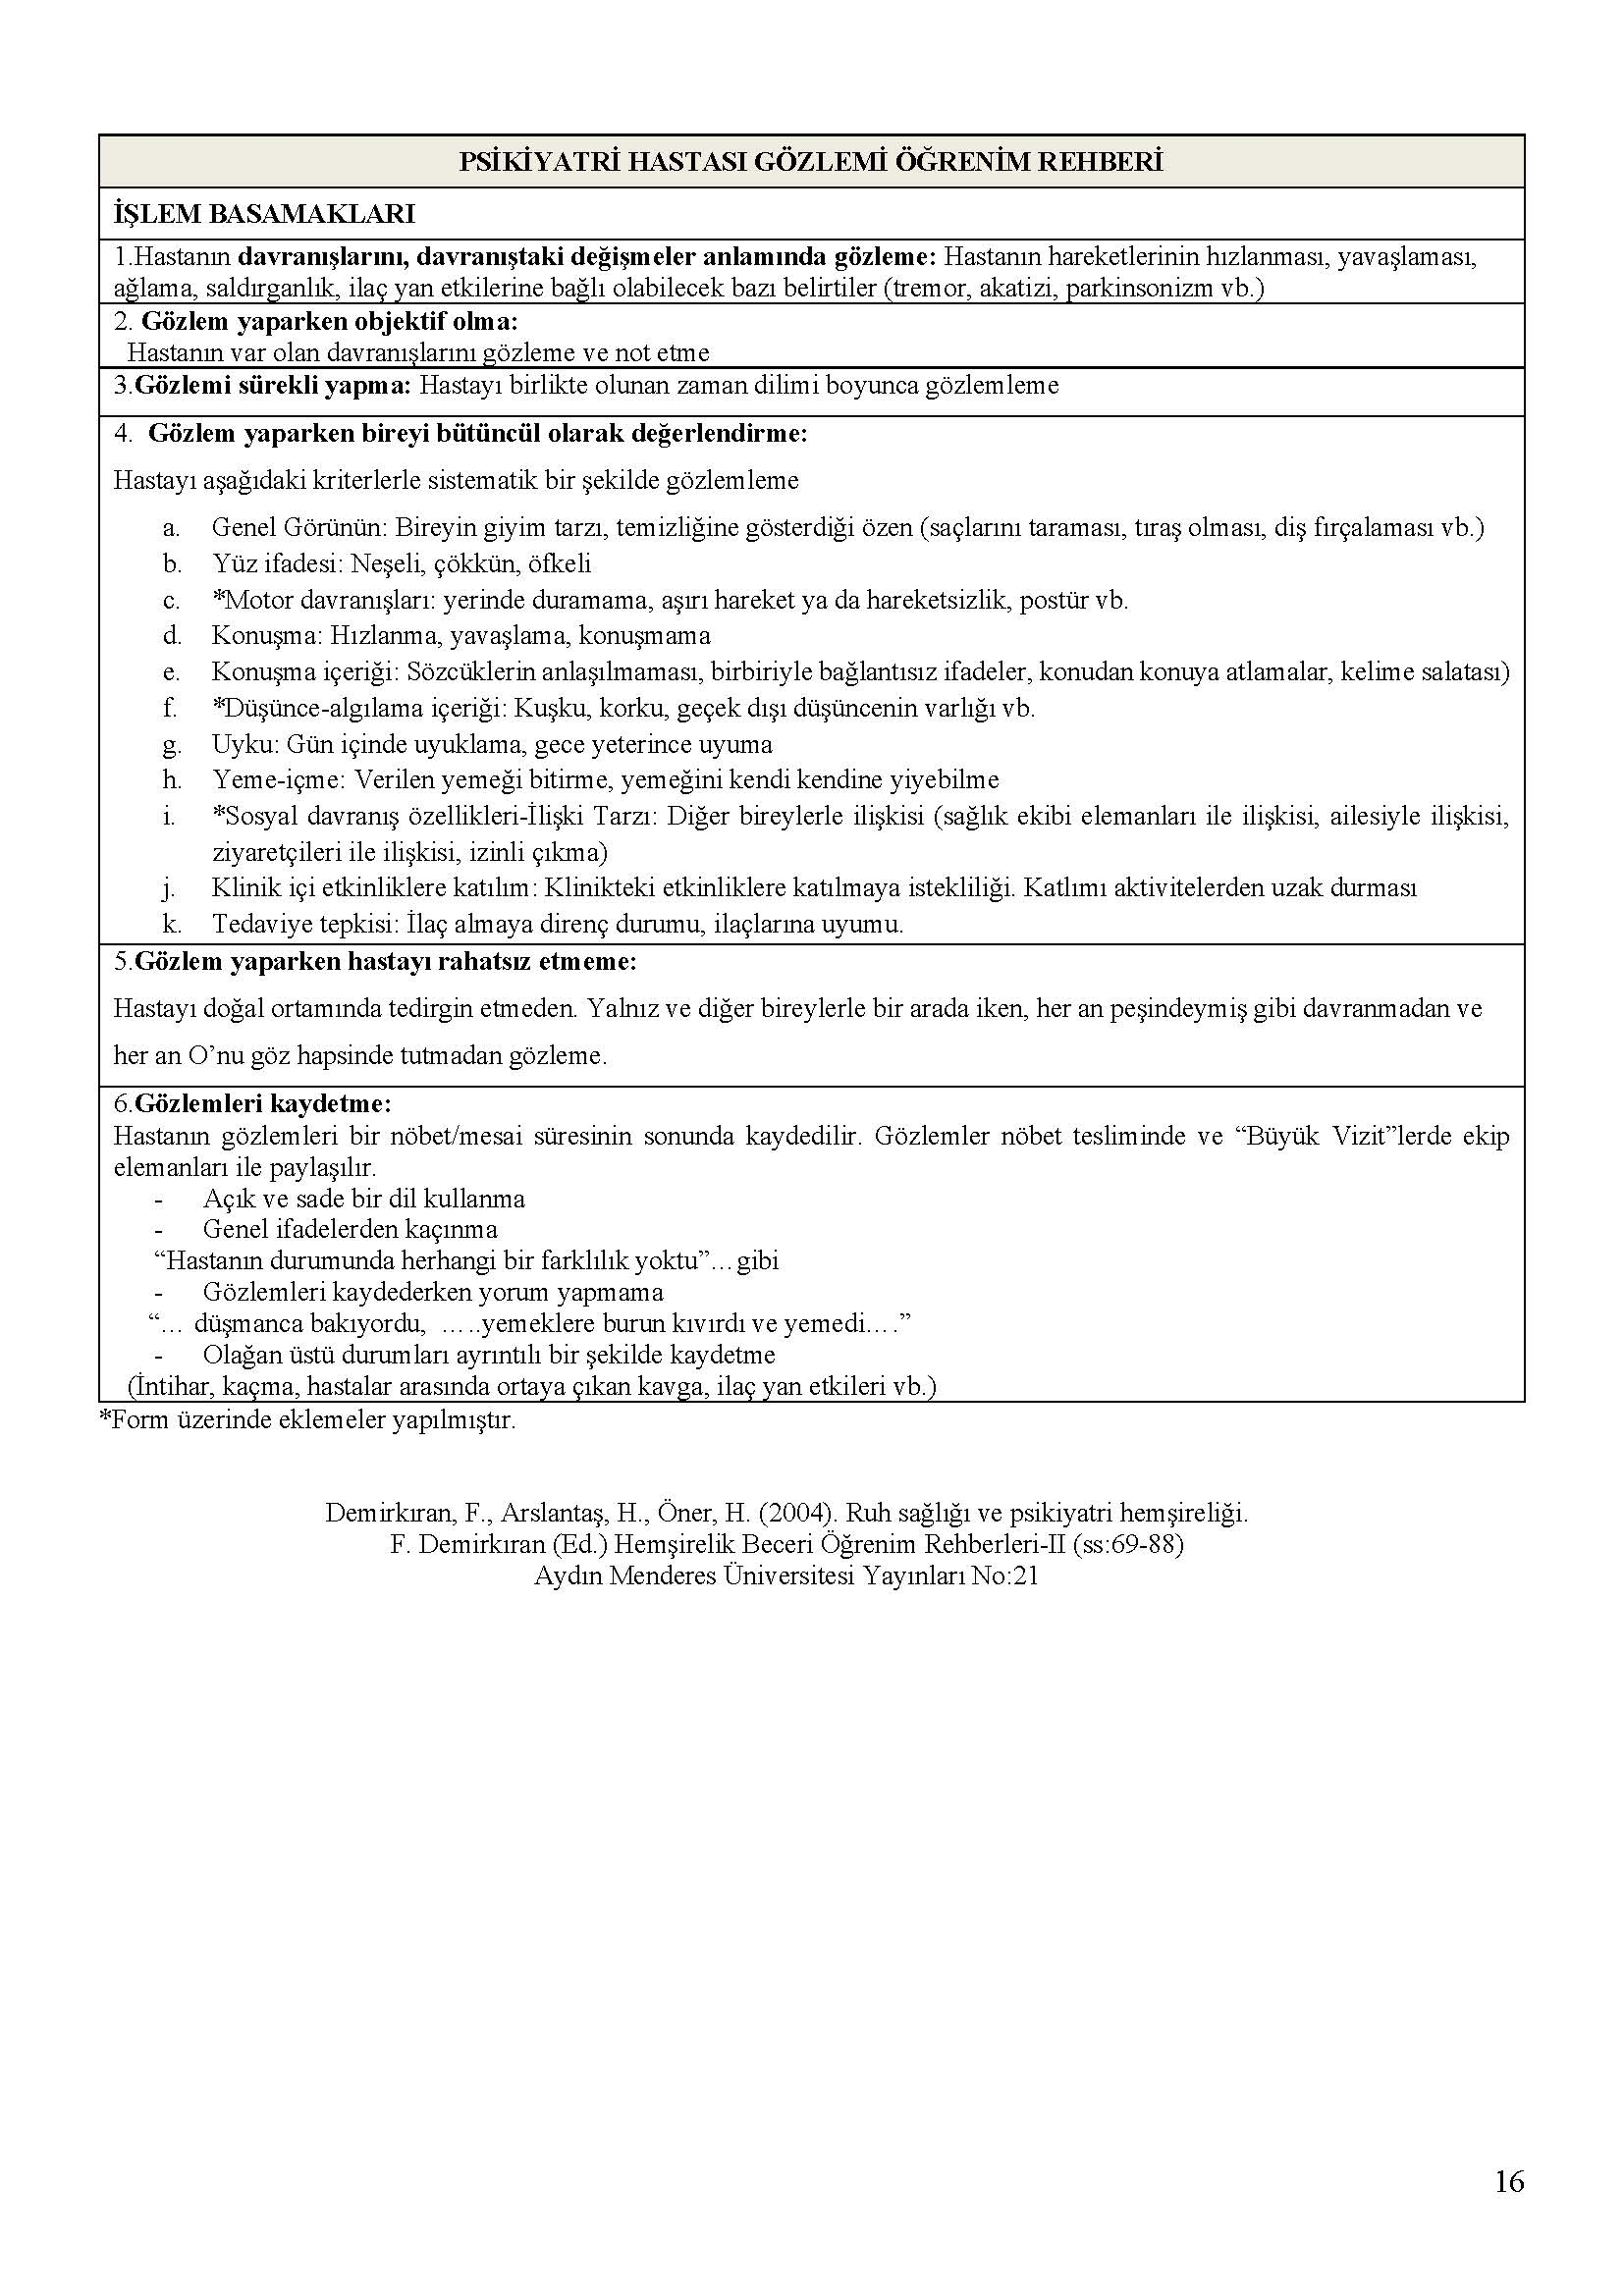 PSİKİYATRİ HASTASI GÖZLEMİ ÖĞRENİM REHBERİ
İŞLEM BASAMAKLARI
1.Hastanın davranışlarını, davranıştaki değişmeler anlamında gözleme: Hastanın hareketlerinin hızlanması, yavaşlaması,
ağlama, saldırganlık, ilaç yan etkilerine bağlı olabilecek bazı belirtiler (tremor, akatizi, parkinsonizm vb.)
2. Gözlem yaparken objektif olma:
Hastanın var olan davranışlarını gözleme ve not etme
3.Gözlemi sürekli yapma: Hastayı birlikte olunan zaman dilimi boyunca gözlemleme
4. Gözlem yaparken bireyi bütüncül olarak değerlendirme:
Hastayı aşağıdaki kriterlerle sistematik bir şekilde gözlemleme
a. Genel Görünün: Bireyin giyim tarzı, temizliğine gösterdiği özen (saçlarını taraması, tıraş olması, diş fırçalaması vb.)
b. Yüz ifadesi: Neşeli, çökkün, öfkeli
c. *Motor davranışları: yerinde duramama, aşırı hareket ya da hareketsizlik, postür vb.
d. Konuşma: Hızlanma, yavaşlama, konuşmama
e. Konuşma içeriği: Sözcüklerin anlaşılmaması, birbiriyle bağlantısız ifadeler, konudan konuya atlamalar, kelime salatası)
f. *Düşünce-algılama içeriği: Kuşku, korku, geçek dışı düşüncenin varlığı vb.
g. Uyku: Gün içinde uyuklama, gece yeterince uyuma
h. Yeme-içme: Verilen yemeği bitirme, yemeğini kendi kendine yiyebilme
i. *Sosyal davranış özellikleri-İlişki Tarzı: Diğer bireylerle ilişkisi (sağlık ekibi elemanları ile ilişkisi, ailesiyle ilişkisi,
ziyaretçileri ile ilişkisi, izinli çıkma)
j. Klinik içi etkinliklere katılım: Klinikteki etkinliklere katılmaya istekliliği. Katlımı aktivitelerden uzak durması
k. Tedaviye tepkisi: İlaç almaya direnç durumu, ilaçlarına uyumu.
5.Gözlem yaparken hastayı rahatsız etmeme:
Hastayı doğal ortamında tedirgin etmeden. Yalnız ve diğer bireylerle bir arada iken, her an peşindeymiş gibi davranmadan ve
her an O’nu göz hapsinde tutmadan gözleme.
6.Gözlemleri kaydetme:
Hastanın gözlemleri bir nöbet/mesai süresinin sonunda kaydedilir. Gözlemler nöbet tesliminde ve “Büyük Vizit”lerde ekip
elemanları ile paylaşılır.
- Açık ve sade bir dil kullanma
- Genel ifadelerden kaçınma
“Hastanın durumunda herhangi bir farklılık yoktu”…gibi
- Gözlemleri kaydederken yorum yapmama
“… düşmanca bakıyordu, …..yemeklere burun kıvırdı ve yemedi….”
- Olağan üstü durumları ayrıntılı bir şekilde kaydetme
(İntihar, kaçma, hastalar arasında ortaya çıkan kavga, ilaç yan etkileri vb.)
*Form üzerinde eklemeler yapılmıştır.
Demirkıran, F., Arslantaş, H., Öner, H. (2004). Ruh sağlığı ve psikiyatri hemşireliği.
F. Demirkıran (Ed.) Hemşirelik Beceri Öğrenim Rehberleri-II (ss:69-88)
Aydın Menderes Üniversitesi Yayınları No:21
16